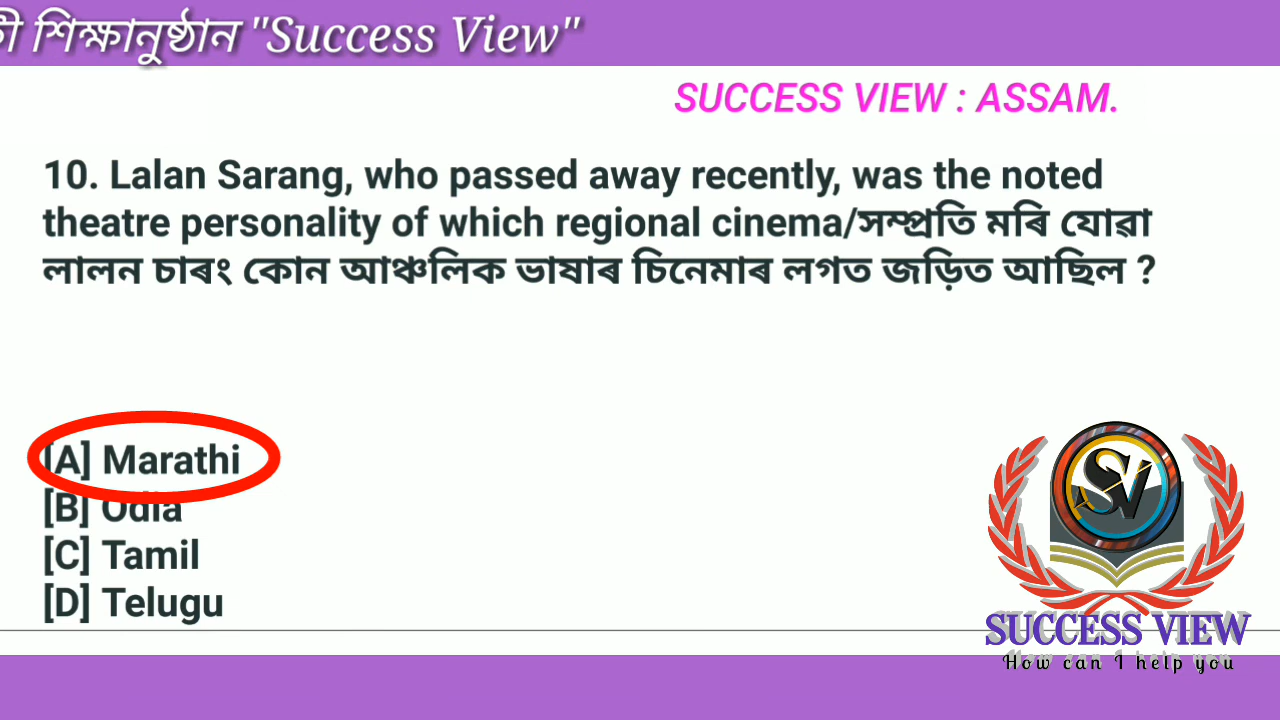 শিক্ষানুষ্ঠান "Success View"
SUCCESS VIEW : ASSAM.
10. Lalan Sarang, who passed away recently, was the noted
theatre personality of which regional cinema/সম্প্ৰতি মৰি যোৱা
লালন চাৰং কোন আঞ্চলিক ভাষাৰ চিনেমাৰ লগত জড়িত আছিল ?
[A] Marathi
[B] Odia
[C] Tamil
[D] Telugu
SV
SUCCESS VIEW
How can I help you